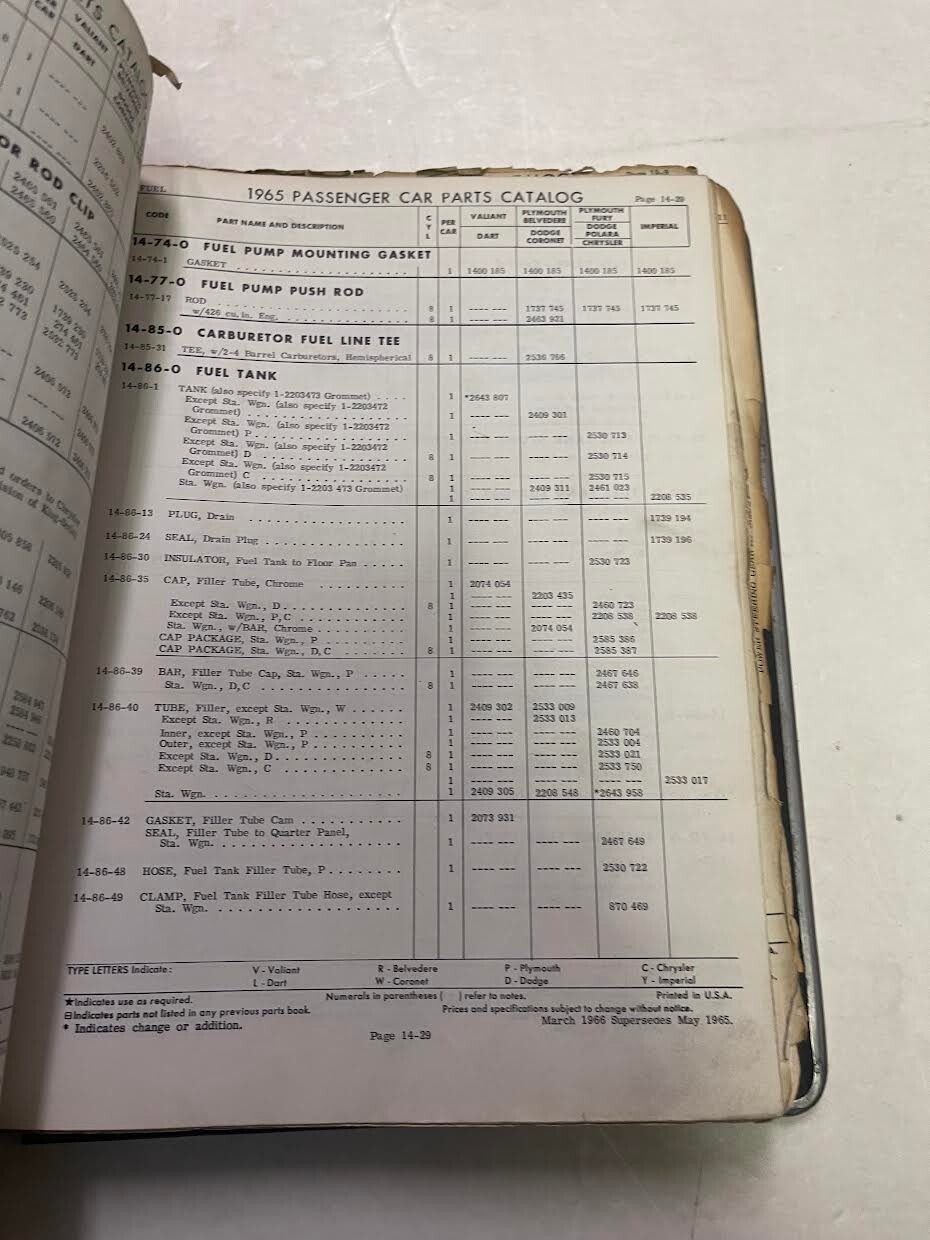 FUEL
1965 PASSENGER CAR PARTS CATALOG
Page 14-29
CODE PART NAME AND DESCRIPTION C Y L PER CAR VALIANT DART PLYMOUTH BELVEDERE DODGE CORONET PLYMOUTH FURY DODGE POLARA CHRYSLER IMPERIAL
14-74-0 FUEL PUMP MOUNTING GASKET
14-74-1 GASKET 1 1400 185 1400 185 1400 185 1400 185
14-77-0 FUEL PUMP PUSH ROD
14-77-17 ROD 8 1 ---- --- 1737 745 1737 745 1737 745
w/426 cu. in. Eng. 8 1 ---- --- 2463 921
14-85-0 CARBURETOR FUEL LINE TEE
14-85-31 TEE, w/2-4 Barrel Carburetors, Hemispherical 8 1 ---- --- 2536 766
14-86-0 FUEL TANK
14-86-1 TANK (also specify 1-2203473 Grommet) 1 *2643 807
Except Sta. Wgn. (also specify 1-2203472
Grommet) 1 ---- --- 2409 301
Except Sta. Wgn. (also specify 1-2203472
Grommet) P 1 ---- --- ---- --- 2530 713
Except Sta. Wgn. (also specify 1-2203472
Grommet) D 8 1 ---- --- ---- --- 2530 714
Except Sta. Wgn. (also specify 1-2203472
Grommet) C 8 1 ---- --- ---- --- 2530 715
Sta. Wgn. (also specify 1-2203 473 Grommet) 1 ---- --- 2409 311 2461 023
1 ---- --- ---- --- ---- --- 2208 535
14-86-13 PLUG, Drain 1 ---- --- ---- --- ---- --- 1739 194
14-86-24 SEAL, Drain Plug 1 ---- --- ---- --- ---- --- 1739 196
14-86-30 INSULATOR, Fuel Tank to Floor Pan 1 ---- --- ---- --- 2530 723
14-86-35 CAP, Filler Tube, Chrome 1 2074 054
1 ---- --- 2203 435
Except Sta. Wgn., D 8 1 ---- --- ---- --- 2460 723
Except Sta. Wgn., P,C 1 ---- --- ---- --- 2208 538 2208 538
Sta. Wgn., w/BAR, Chrome 1 ---- --- 2074 054
CAP PACKAGE, Sta. Wgn., P 1 ---- --- ---- --- 2585 386
CAP PACKAGE, Sta. Wgn., D,C 8 1 ---- --- ---- --- 2585 387
14-86-39 BAR, Filler Tube Cap, Sta. Wgn., P 1 ---- --- ---- --- 2467 646
Sta. Wgn., D,C 8 1 ---- --- ---- --- 2467 638
14-86-40 TUBE, Filler, except Sta. Wgn., W 1 2409 302 2533 009
Except Sta. Wgn., R 1 ---- --- 2533 013
Inner, except Sta. Wgn., P 1 ---- --- ---- --- 2460 704
Outer, except Sta. Wgn., P 1 ---- --- ---- --- 2533 004
Except Sta. Wgn., D 8 1 ---- --- ---- --- 2533 021
Except Sta. Wgn., C 8 1 ---- --- ---- --- 2533 750
1 ---- --- ---- --- ---- --- 2533 017
Sta. Wgn. 1 2409 305 2208 548 *2643 958
14-86-42 GASKET, Filler Tube Cam 1 2073 931
SEAL, Filler Tube to Quarter Panel,
Sta. Wgn. 1 ---- --- ---- --- 2467 649
14-86-48 HOSE, Fuel Tank Filler Tube, P 1 ---- --- ---- --- 2530 722
14-86-49 CLAMP, Fuel Tank Filler Tube Hose, except
Sta. Wgn. 1 ---- --- ---- --- 870 469
TYPE LETTERS Indicate: V - Valiant R - Belvedere P - Plymouth C - Chrysler
L - Dart W - Coronet D - Dodge Y - Imperial
★Indicates use as required. Numerals in parentheses ( ) refer to notes. Printed in U.S.A.
⊟Indicates parts not listed in any previous parts book. Prices and specifications subject to change without notice.
* Indicates change or addition. March 1966 Supersedes May 1965.
Page 14-29